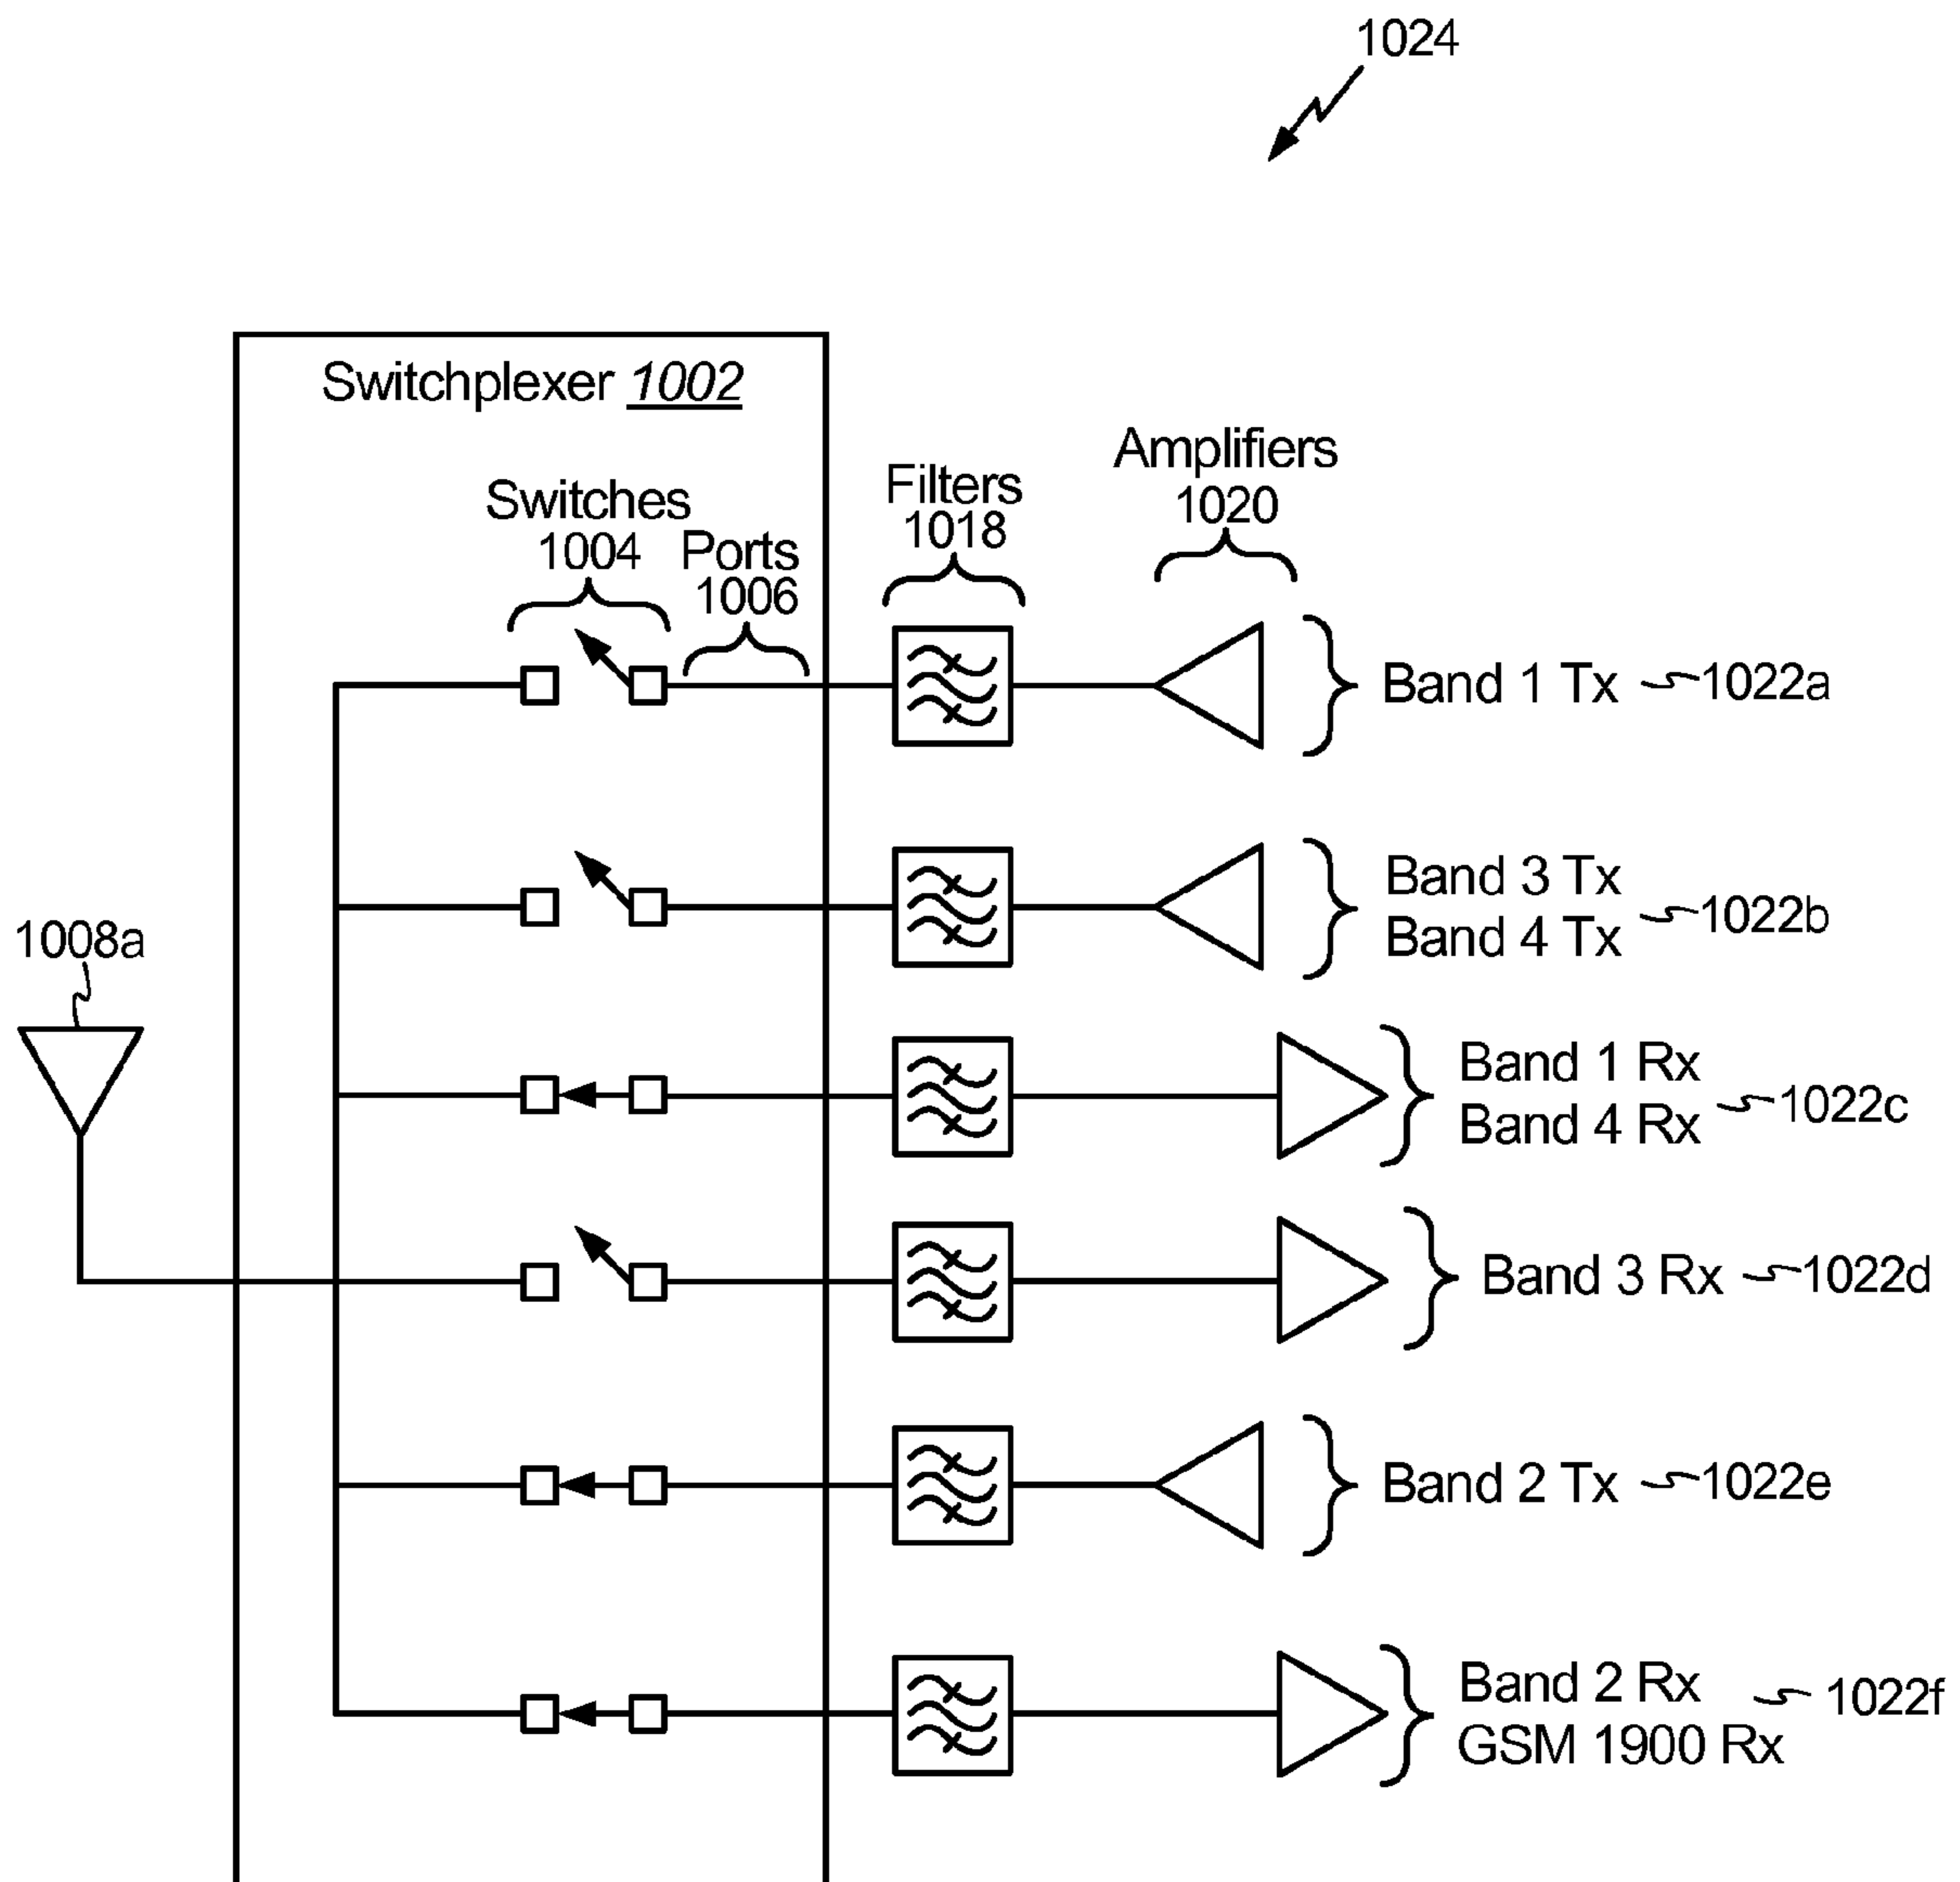 1024
Switchplexer 1002
Switches
1004
Ports
1006
Filters
1018
Amplifiers
1020
Band 1 Tx 1022a
Band 3 Tx
Band 4 Tx
1022b
1008a
Band 1 Rx
Band 4 Rx
1022c
Band 3 Rx 1022d
Band 2 Tx 1022e
Band 2 Rx
GSM 1900 Rx
1022f